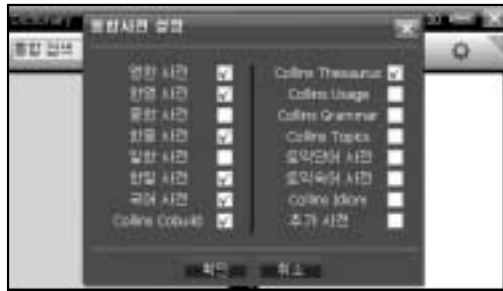 Dictionary
통합사전 설정
통합 검색
영한 사전
한영 사전
중한 사전
한중 사전
일한 사전
한일 사전
국어 사전
Collins Cobuild
Collins Thesaurus
Collins Usage
Collins Grammar
Collins Topics
토익단어 사전
토익숙어 사전
Collins Idiom
추가 사전
확인
취소